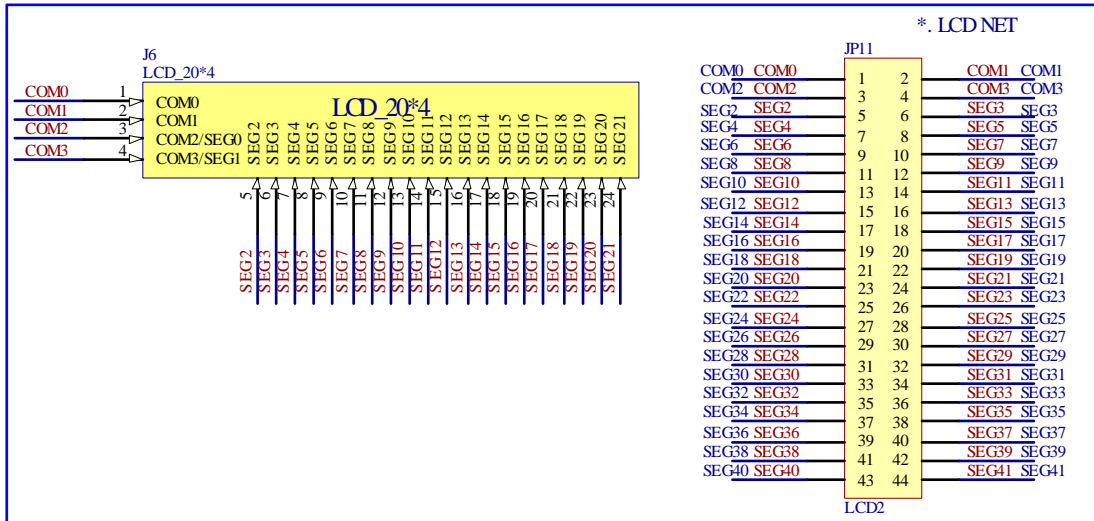 *. LCD NET
J6
LCD_20*4
COM0 1 COM0
COM1 2 COM1
COM2 3 COM2/SEG0
COM3 4 COM3/SEG1
LCD_20*4
SEG2 SEG3 SEG4 SEG5 SEG6 SEG7 SEG8 SEG9 SEG10 SEG11 SEG12 SEG13 SEG14 SEG15 SEG16 SEG17 SEG18 SEG19 SEG20 SEG21
5 6 7 8 9 10 11 12 13 14 15 16 17 18 19 20 21 22 23 24
SEG2 SEG3 SEG4 SEG5 SEG6 SEG7 SEG8 SEG9 SEG10 SEG11 SEG12 SEG13 SEG14 SEG15 SEG16 SEG17 SEG18 SEG19 SEG20 SEG21
JP11
COM0 COM0 1 2 COM1 COM1
COM2 COM2 3 4 COM3 COM3
SEG2 SEG2 5 6 SEG3 SEG3
SEG4 SEG4 7 8 SEG5 SEG5
SEG6 SEG6 9 10 SEG7 SEG7
SEG8 SEG8 11 12 SEG9 SEG9
SEG10 SEG10 13 14 SEG11 SEG11
SEG12 SEG12 15 16 SEG13 SEG13
SEG14 SEG14 17 18 SEG15 SEG15
SEG16 SEG16 19 20 SEG17 SEG17
SEG18 SEG18 21 22 SEG19 SEG19
SEG20 SEG20 23 24 SEG21 SEG21
SEG22 SEG22 25 26 SEG23 SEG23
SEG24 SEG24 27 28 SEG25 SEG25
SEG26 SEG26 29 30 SEG27 SEG27
SEG28 SEG28 31 32 SEG29 SEG29
SEG30 SEG30 33 34 SEG31 SEG31
SEG32 SEG32 35 36 SEG33 SEG33
SEG34 SEG34 37 38 SEG35 SEG35
SEG36 SEG36 39 40 SEG37 SEG37
SEG38 SEG38 41 42 SEG39 SEG39
SEG40 SEG40 43 44 SEG41 SEG41
LCD2